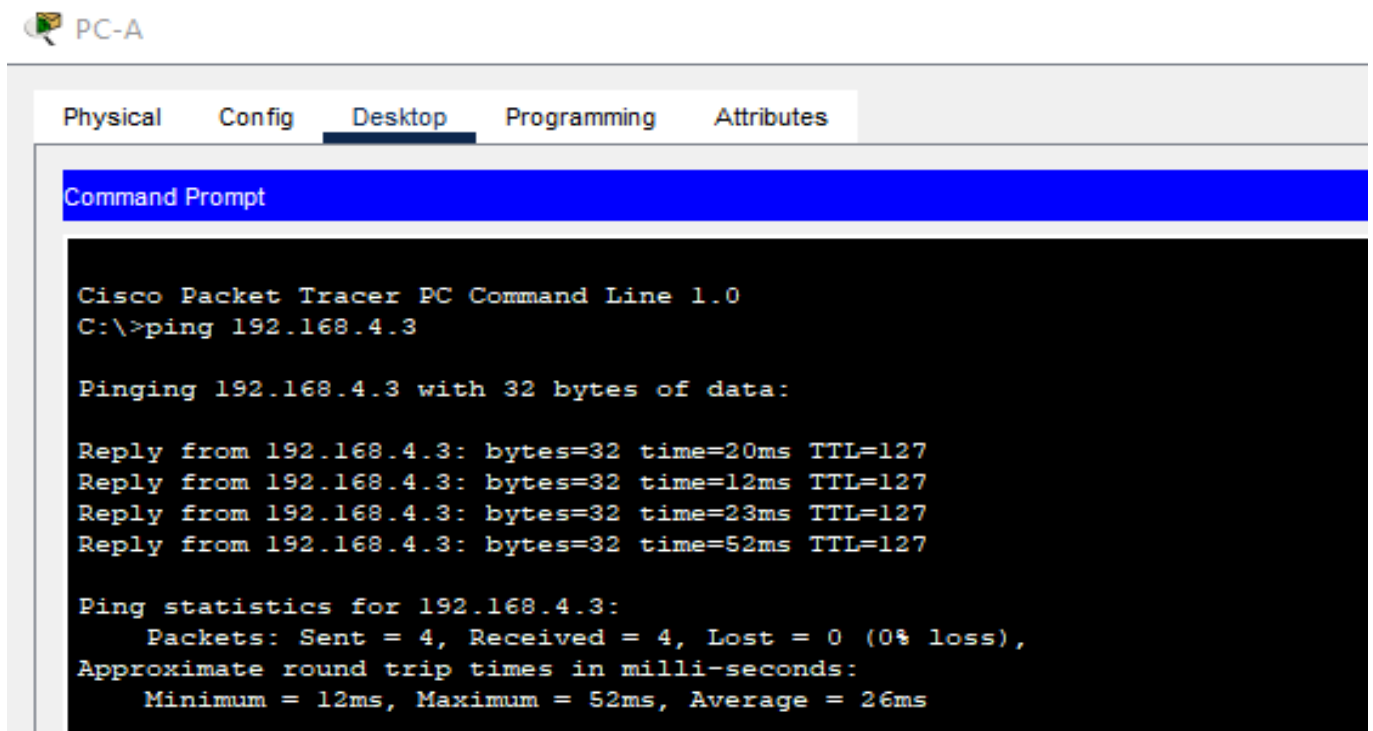 PC-A
Physical Config Desktop Programming Attributes
Command Prompt
Cisco Packet Tracer PC Command Line 1.0
C:\>ping 192.168.4.3
Pinging 192.168.4.3 with 32 bytes of data:
Reply from 192.168.4.3: bytes=32 time=20ms TTL=127
Reply from 192.168.4.3: bytes=32 time=12ms TTL=127
Reply from 192.168.4.3: bytes=32 time=23ms TTL=127
Reply from 192.168.4.3: bytes=32 time=52ms TTL=127
Ping statistics for 192.168.4.3:
Packets: Sent = 4, Received = 4, Lost = 0 (0% loss),
Approximate round trip times in milli-seconds:
Minimum = 12ms, Maximum = 52ms, Average = 26ms